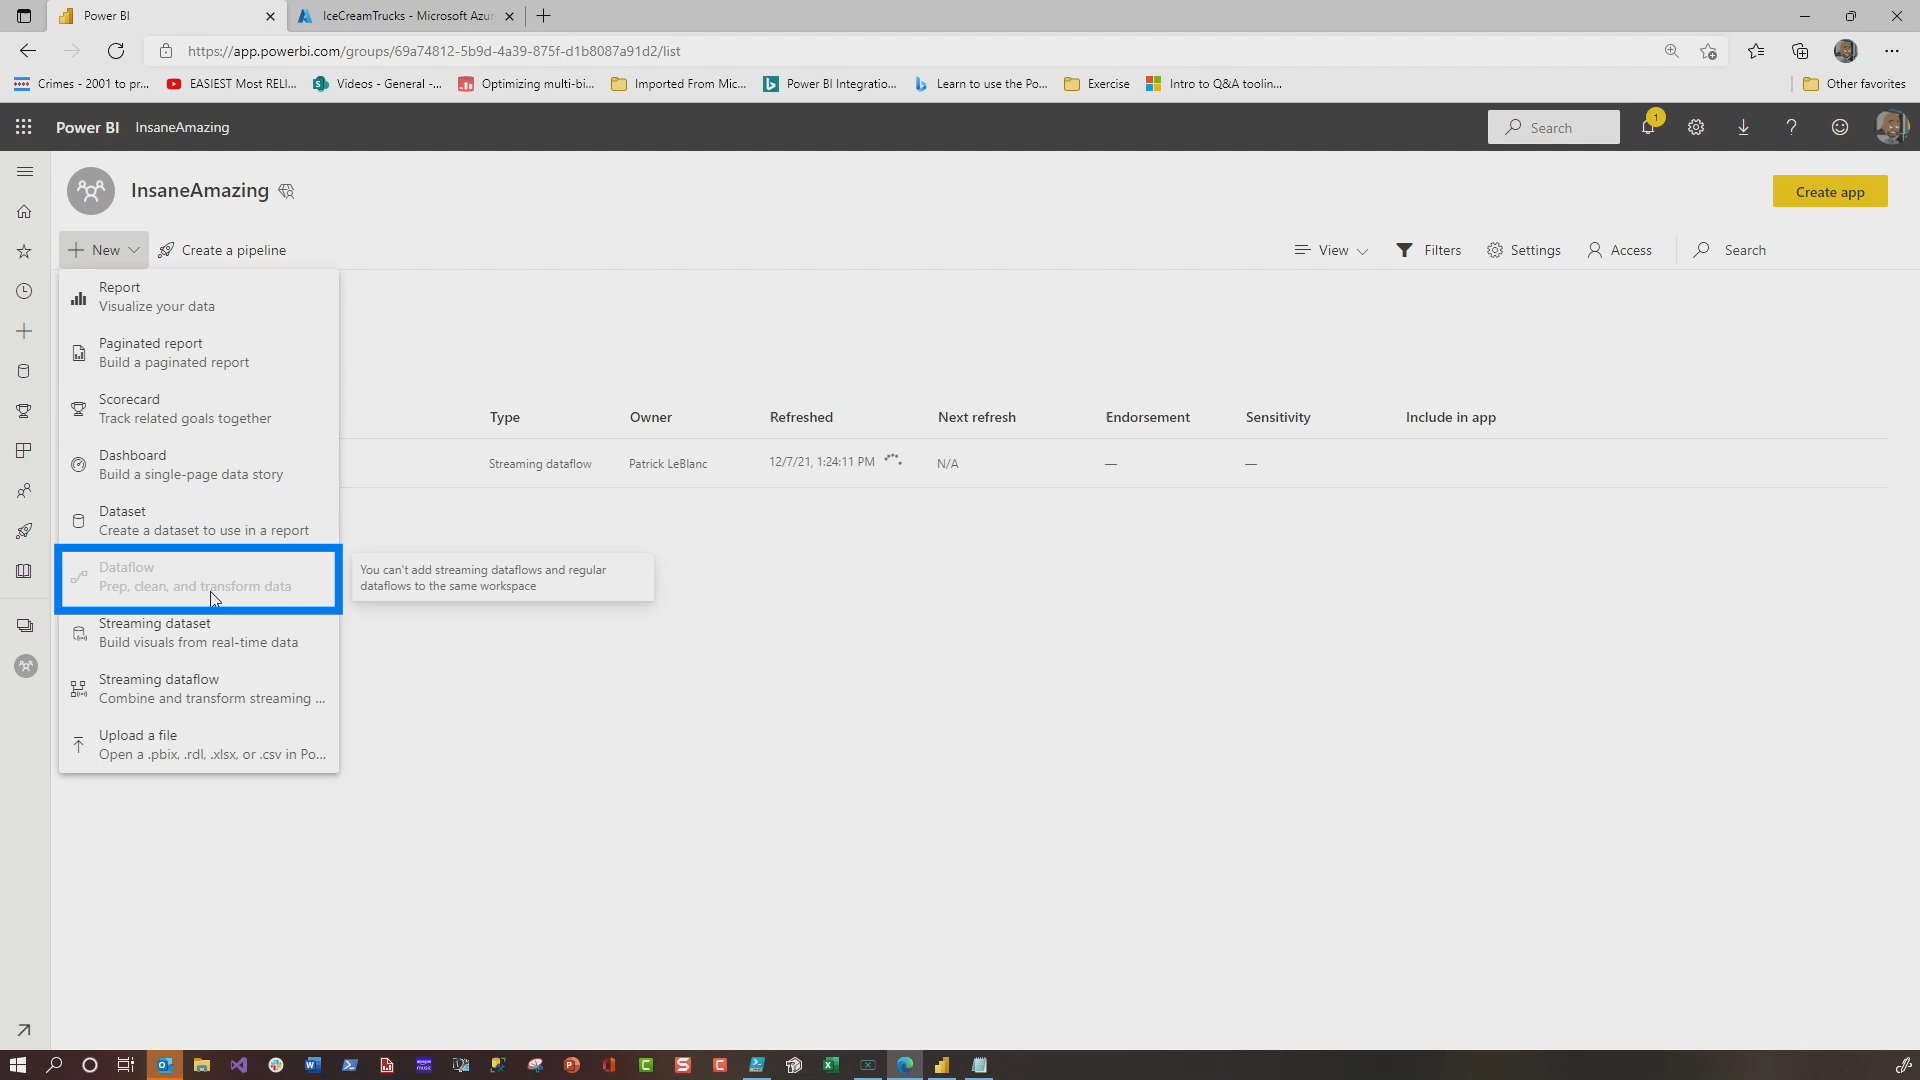 Power BI
IceCreamTrucks - Microsoft Azur
https://app.powerbi.com/groups/69a74812-5b9d-4a39-875f-d1b8087a91d2/list
Crimes - 2001 to pr...
EASIEST Most RELI...
Videos - General -...
Optimizing multi-bi...
Imported From Mic...
Power BI Integratio...
Learn to use the Po...
Exercise
Intro to Q&A toolin...
Other favorites
Power BI
InsaneAmazing
Search
1
InsaneAmazing
Create app
New
Create a pipeline
View
Filters
Settings
Access
Search
Report
Visualize your data
Paginated report
Build a paginated report
Scorecard
Track related goals together
Dashboard
Build a single-page data story
Dataset
Create a dataset to use in a report
Dataflow
Prep, clean, and transform data
Streaming dataset
Build visuals from real-time data
Streaming dataflow
Combine and transform streaming ...
Upload a file
Open a .pbix, .rdl, .xlsx, or .csv in Po...
You can't add streaming dataflows and regular
dataflows to the same workspace
Type
Owner
Refreshed
Next refresh
Endorsement
Sensitivity
Include in app
Streaming dataflow
Patrick LeBlanc
12/7/21, 1:24:11 PM
N/A
—
—